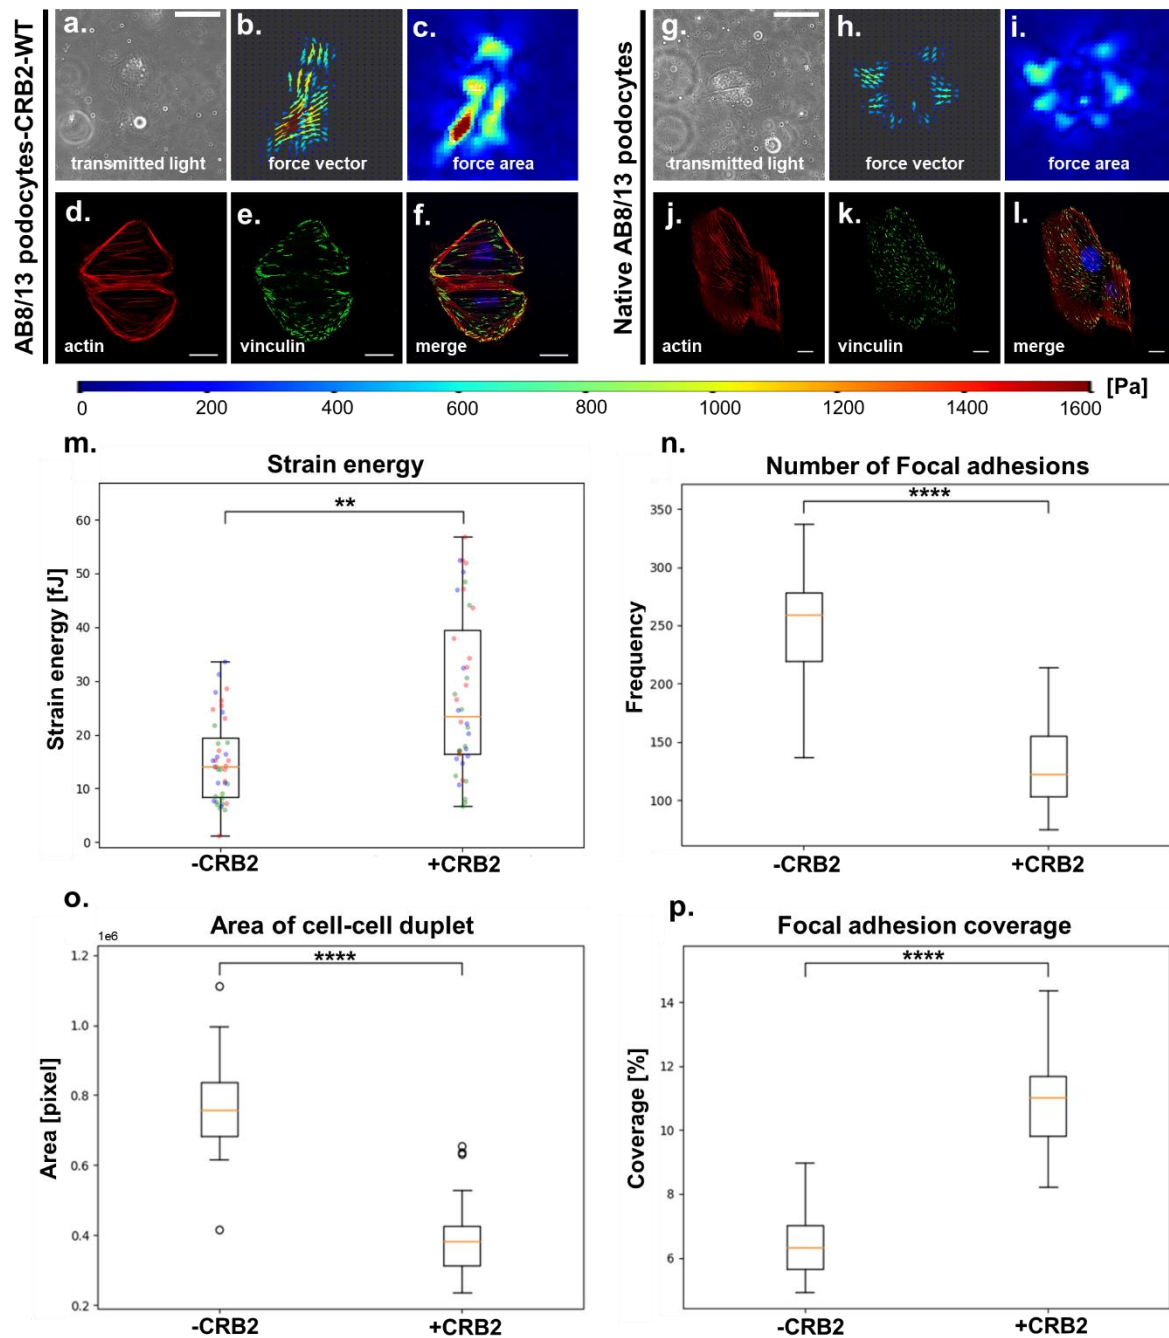 AB8/13 podocytes-CRB2-WT
a.
b.
c.
transmitted light
force vector
force area
d.
e.
f.
actin
vinculin
merge
Native AB8/13 podocytes
g.
h.
i.
transmitted light
force vector
force area
j.
k.
l.
actin
vinculin
merge
0 200 400 600 800 1000 1200 1400 1600 [Pa]
m.
Strain energy
**
Strain energy [fJ]
60
50
40
30
20
10
0
-CRB2 +CRB2
n.
Number of Focal adhesions
****
Frequency
350
300
250
200
150
100
-CRB2 +CRB2
o.
Area of cell-cell duplet
1e6
****
Area [pixel]
1.2
1.0
0.8
0.6
0.4
0.2
-CRB2 +CRB2
p.
Focal adhesion coverage
****
Coverage [%]
14
12
10
8
6
-CRB2 +CRB2